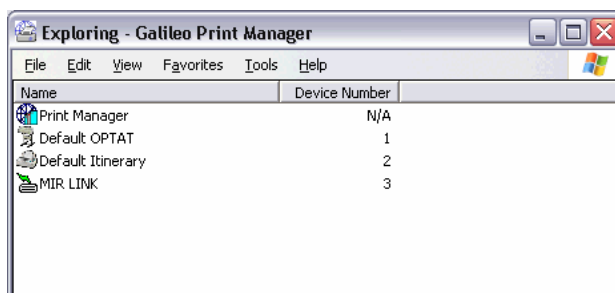 Exploring - Galileo Print Manager
File Edit View Favorites Tools Help
Name Device Number
Print Manager N/A
Default OPTAT 1
Default Itinerary 2
MIR LINK 3